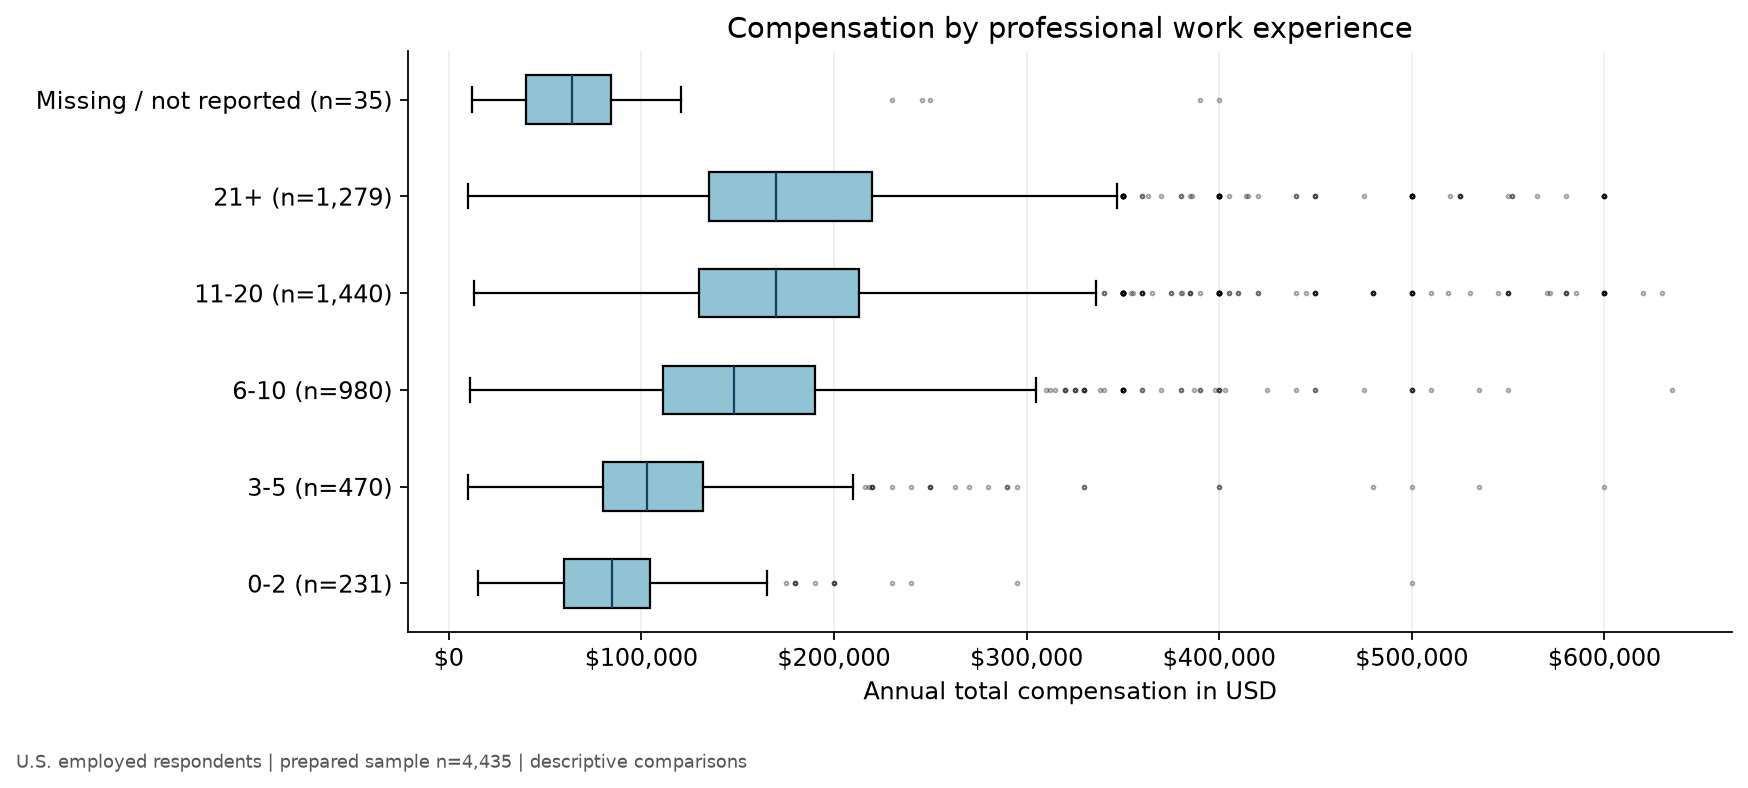 Compensation by professional work experience
Missing / not reported (n=35)
21+ (n=1,279)
11-20 (n=1,440)
6-10 (n=980)
3-5 (n=470)
0-2 (n=231)
$0 $100,000 $200,000 $300,000 $400,000 $500,000 $600,000
Annual total compensation in USD
U.S. employed respondents | prepared sample n=4,435 | descriptive comparisons